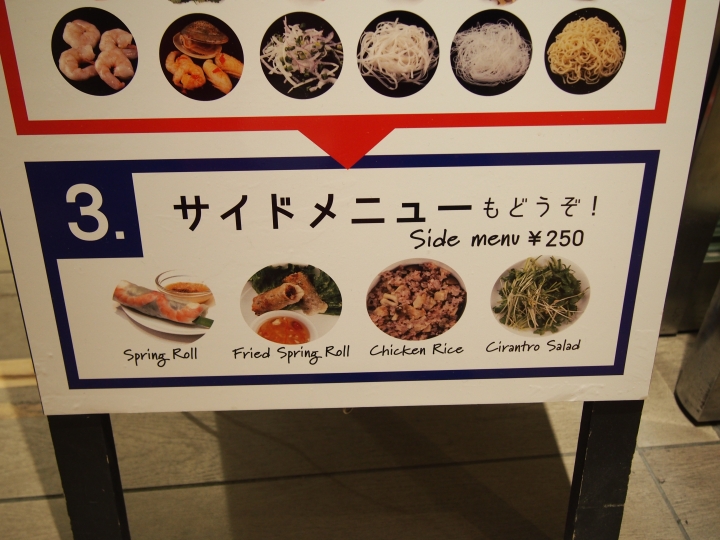 3.
サイドメニューもどうぞ！
Side menu ¥250
Spring Roll
Fried Spring Roll
Chicken Rice
Cirantro Salad